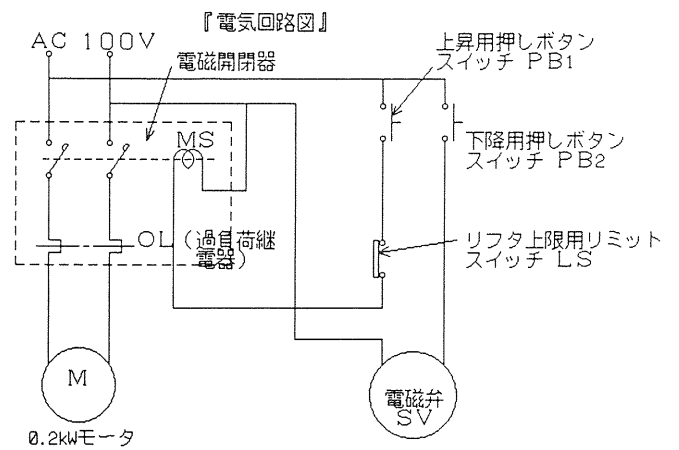 『電気回路図』
AC 100V
電磁開閉器
上昇用押しボタン
スイッチ PB1
MS
下降用押しボタン
スイッチ PB2
OL(過負荷継
電器)
リフタ上限用リミット
スイッチ LS
M
電磁弁
SV
0.2kWモータ